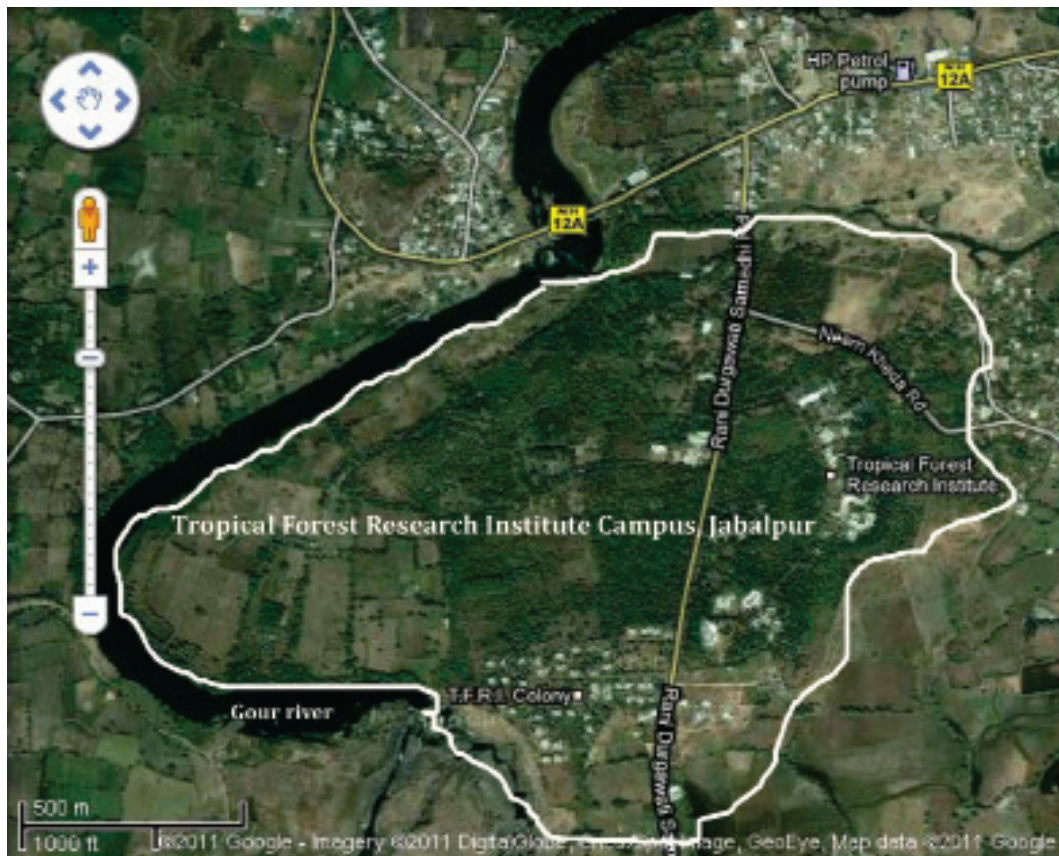 HP Petrol
pump
12A
12A
Rani Durgawati Samadhi
Neem Kheda Rd
Tropical Forest
Research Institute
Tropical Forest Research Institute Campus, Jabalpur
T.F.R.I. Colony
Gour river
Rani Durgawati
500 m
1000 ft
©2011 Google - Imagery ©2011 DigitalGlobe, GeoEye, Map data ©2011 Google